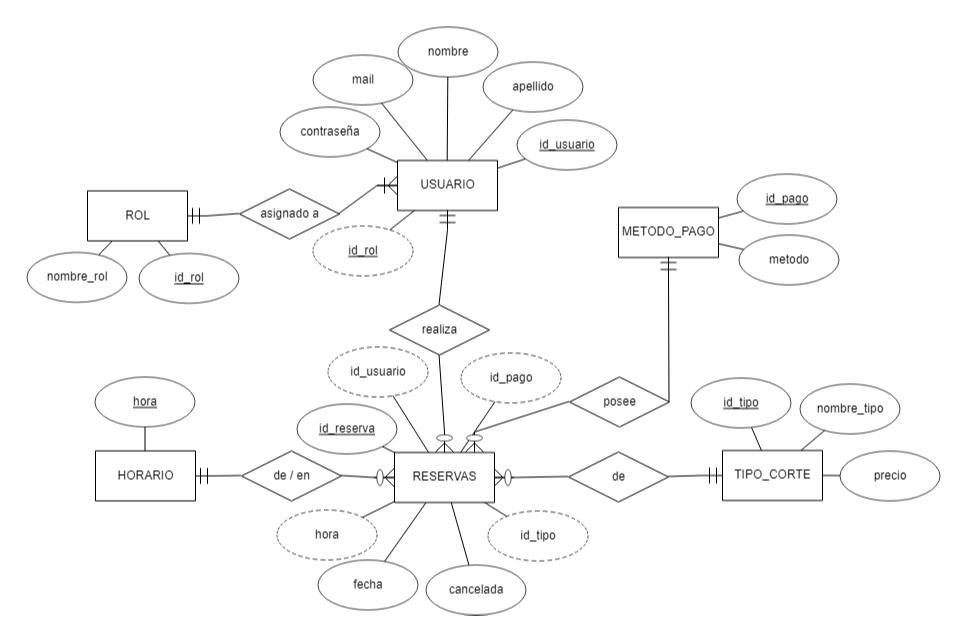 nombre
mail
apellido
contraseña
id_usuario
USUARIO
ROL
asignado a
id_rol
nombre_rol
id_rol
id_pago
METODO_PAGO
metodo
realiza
id_usuario
id_pago
posee
hora
id_reserva
id_tipo
nombre_tipo
HORARIO
de / en
RESERVAS
de
TIPO_CORTE
precio
hora
id_tipo
fecha
cancelada